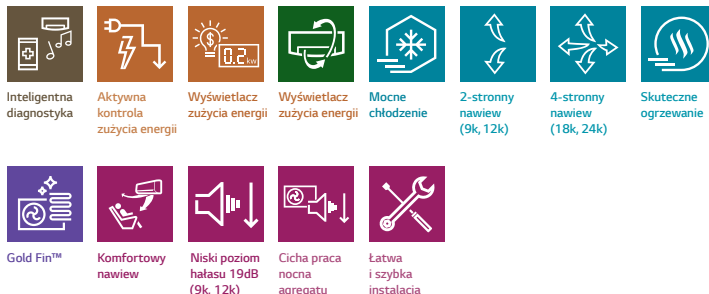 0.2 kw
Inteligentna
diagnostyka
Aktywna
kontrola
zużycia energii
Wyświetlacz
zużycia energii
Wyświetlacz
zużycia energii
Mocne
chłodzenie
2-stronny
nawiew
(9k, 12k)
4-stronny
nawiew
(18k, 24k)
Skuteczne
ogrzewanie
Gold Fin™
Komfortowy
nawiew
Niski poziom
hałasu 19dB
(9k, 12k)
Cicha praca
nocna
agregatu
Łatwa
i szybka
instalacja